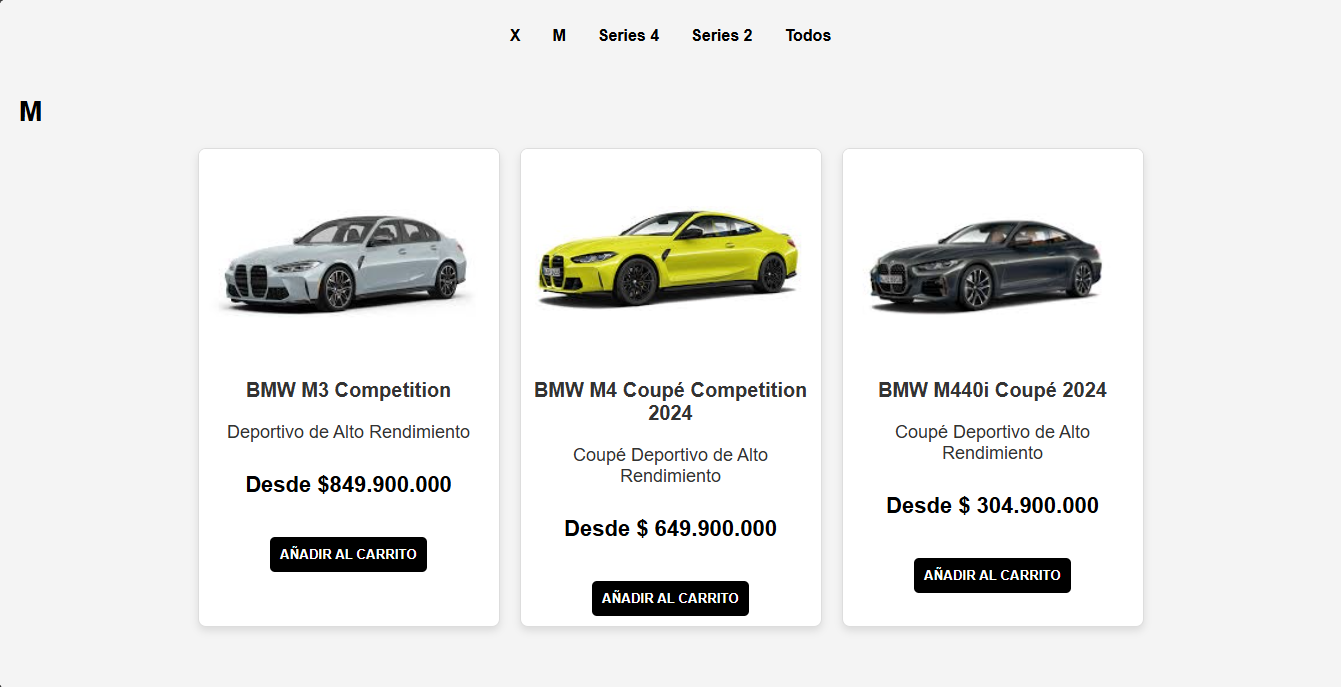 X M Series 4 Series 2 Todos
M
BMW M3 Competition
Deportivo de Alto Rendimiento
Desde $849.900.000
AÑADIR AL CARRITO
BMW M4 Coupé Competition
2024
Coupé Deportivo de Alto
Rendimiento
Desde $ 649.900.000
AÑADIR AL CARRITO
BMW M440i Coupé 2024
Coupé Deportivo de Alto
Rendimiento
Desde $ 304.900.000
AÑADIR AL CARRITO